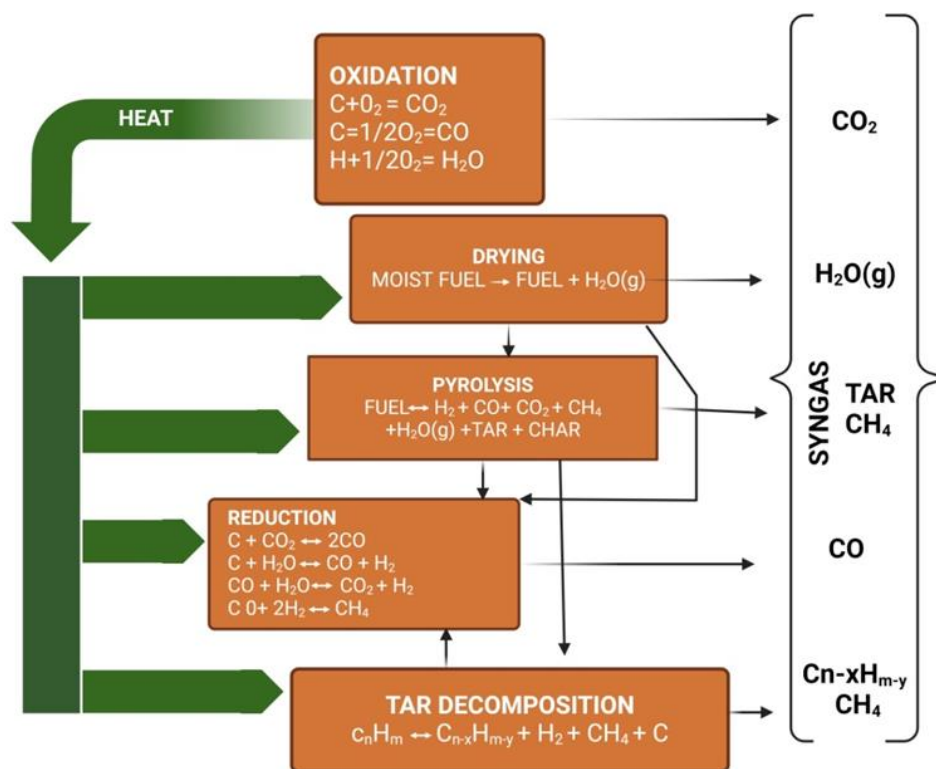 OXIDATION
C+0₂ = CO₂
C=1/2O₂=CO
H+1/20₂= H₂O
HEAT
CO₂
DRYING
MOIST FUEL → FUEL + H₂O(g)
H₂O(g)
PYROLYSIS
FUEL↔ H₂ + CO+ CO₂ + CH₄
+H₂O(g) +TAR + CHAR
TAR
CH₄
SYNGAS
REDUCTION
C + CO₂ ↔ 2CO
C + H₂O↔ CO + H₂
CO + H₂O↔ CO₂ + H₂
C 0+ 2H₂ ↔ CH₄
CO
TAR DECOMPOSITION
cₙHₘ ↔ Cₙ₋ₓHₘ₋y + H₂ + CH₄ + C
Cn-xHₘ₋y
CH₄